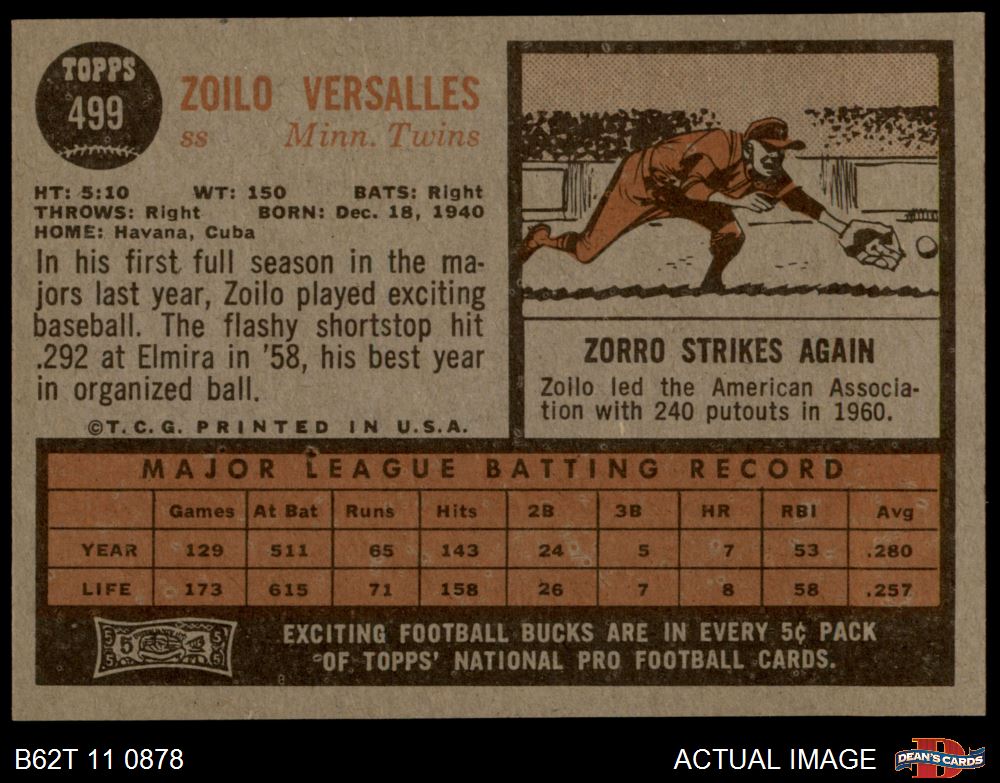 TOPPS
499
ZOILO VERSALLES
ss Minn. Twins
HT: 5:10 WT: 150 BATS: Right
THROWS: Right BORN: Dec. 18, 1940
HOME: Havana, Cuba
In his first full season in the ma-
jors last year, Zoilo played exciting
baseball. The flashy shortstop hit
.292 at Elmira in '58, his best year
in organized ball.
©T. C. G. PRINTED IN U.S.A.
ZORRO STRIKES AGAIN
Zoilo led the American Associa-
tion with 240 putouts in 1960.
MAJOR LEAGUE BATTING RECORD
Games At Bat Runs Hits 2B 3B HR RBI Avg
YEAR 129 511 65 143 24 5 7 53 .280
LIFE 173 615 71 158 26 7 8 58 .257
5 5 5 5 5
EXCITING FOOTBALL BUCKS ARE IN EVERY 5¢ PACK
OF TOPPS' NATIONAL PRO FOOTBALL CARDS.
B62T 11 0878 ACTUAL IMAGE D DEAN'S CARDS